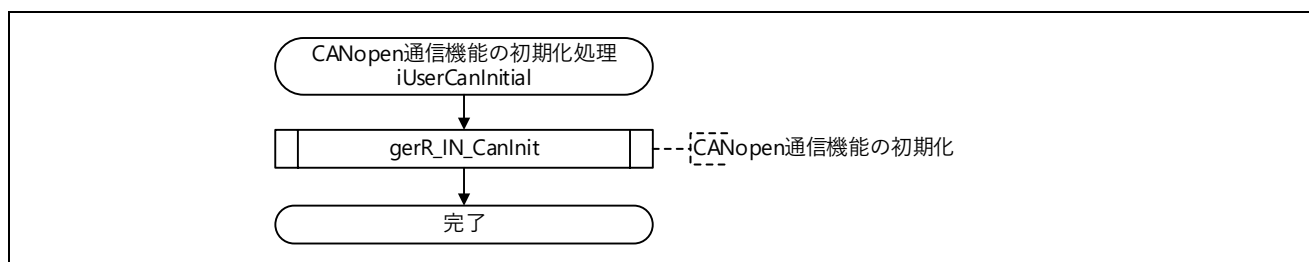 CANopen通信機能の初期化処理
iUserCanInitial
gerR_IN_CanInit
CANopen通信機能の初期化
完了